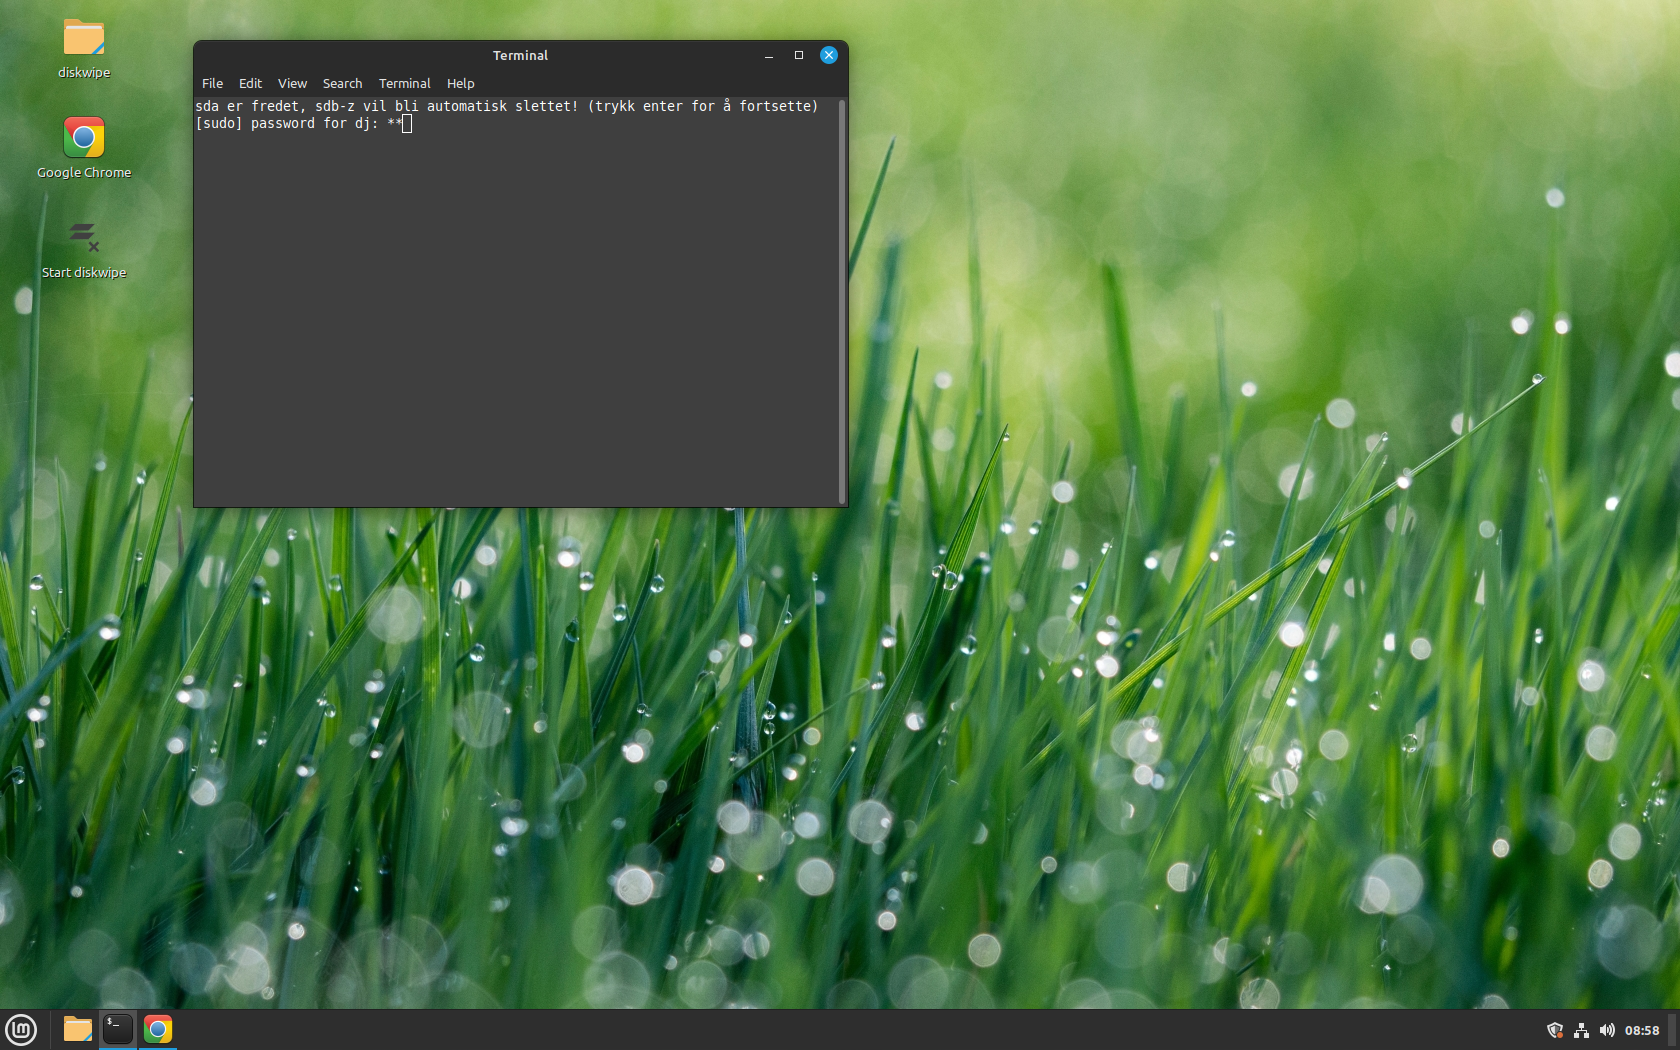 diskwipe
Google Chrome
Start diskwipe
Terminal
File Edit View Search Terminal Help
sda er fredet, sdb-z vil bli automatisk slettet! (trykk enter for å fortsette)
[sudo] password for dj: **
$_
08:58